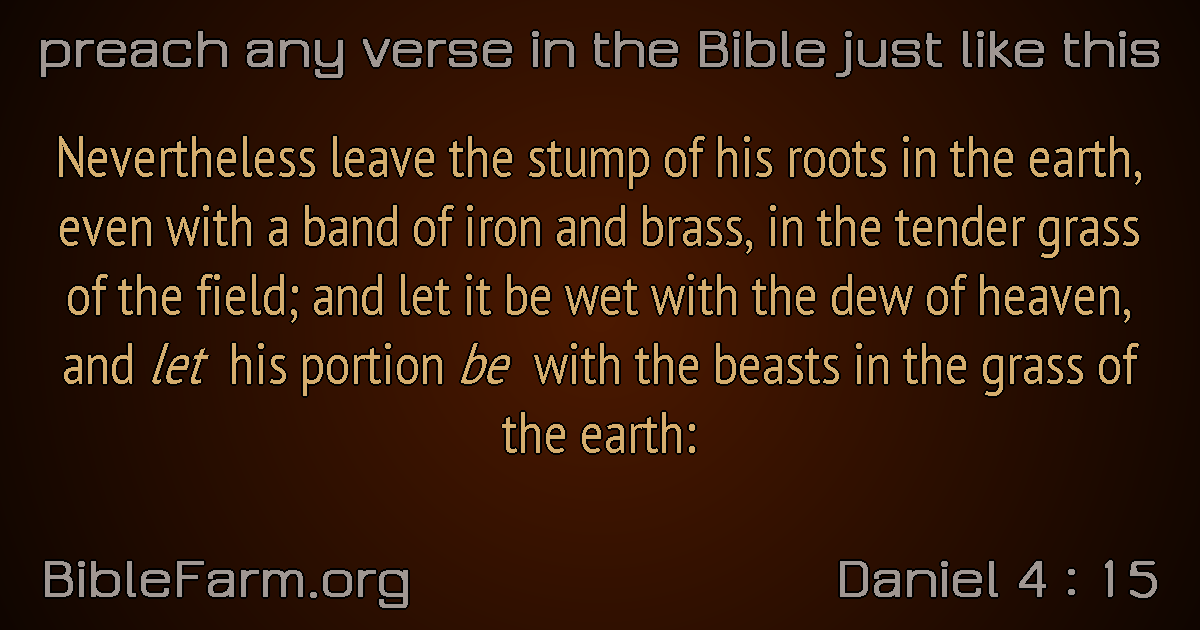 preach any verse in the Bible just like this
Nevertheless leave the stump of his roots in the earth,
even with a band of iron and brass, in the tender grass
of the field; and let it be wet with the dew of heaven,
and let his portion be with the beasts in the grass of
the earth:
BibleFarm.org
Daniel 4 : 15